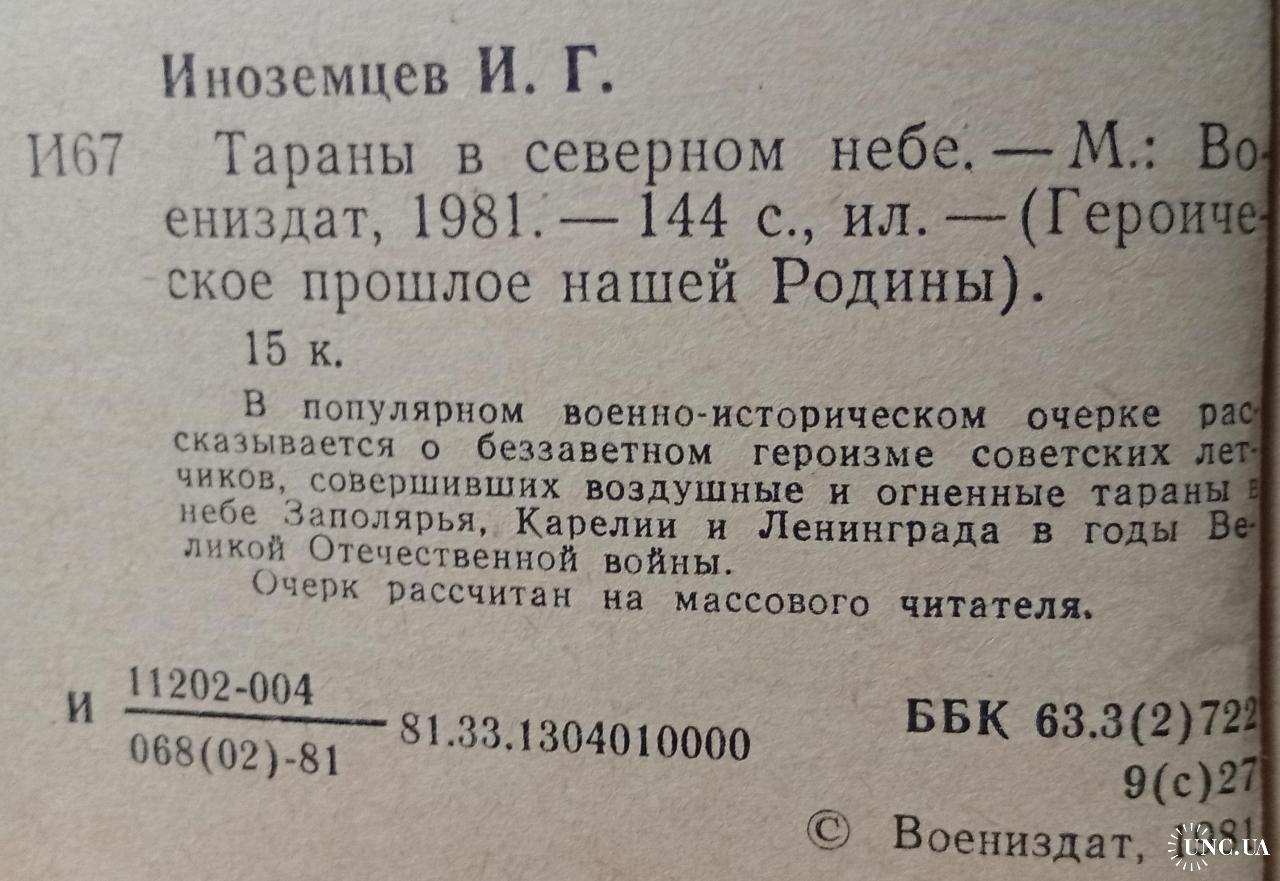 Иноземцев И. Г.
И67 Тараны в северном небе. — М.: Во-
ениздат, 1981. — 144 с., ил. — (Героиче-
ское прошлое нашей Родины).
15 к.
В популярном военно-историческом очерке рас-
сказывается о беззаветном героизме советских лет-
чиков, совершивших воздушные и огненные тараны в
небе Заполярья, Карелии и Ленинграда в годы Ве-
ликой Отечественной войны.
Очерк рассчитан на массового читателя.
И 11202-004
068(02)-81 81.33.1304010000
ББК 63.3(2)722
9(с)27
© Воениздат, 1981
UNC.UA